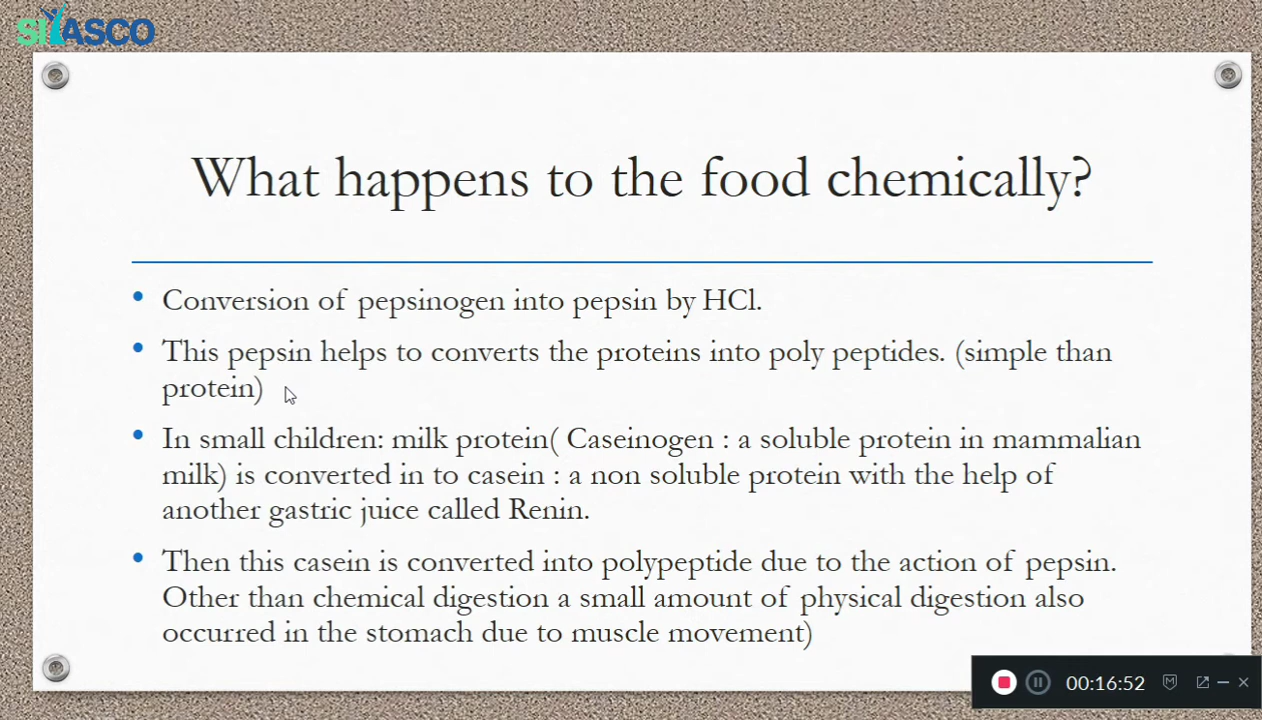 SIYASCO
What happens to the food chemically?
• Conversion of pepsinogen into pepsin by HCl.
• This pepsin helps to converts the proteins into poly peptides. (simple than
protein)
• In small children: milk protein( Caseinogen : a soluble protein in mammalian
milk) is converted in to casein : a non soluble protein with the help of
another gastric juice called Renin.
• Then this casein is converted into polypeptide due to the action of pepsin.
Other than chemical digestion a small amount of physical digestion also
occurred in the stomach due to muscle movement)
00:16:52